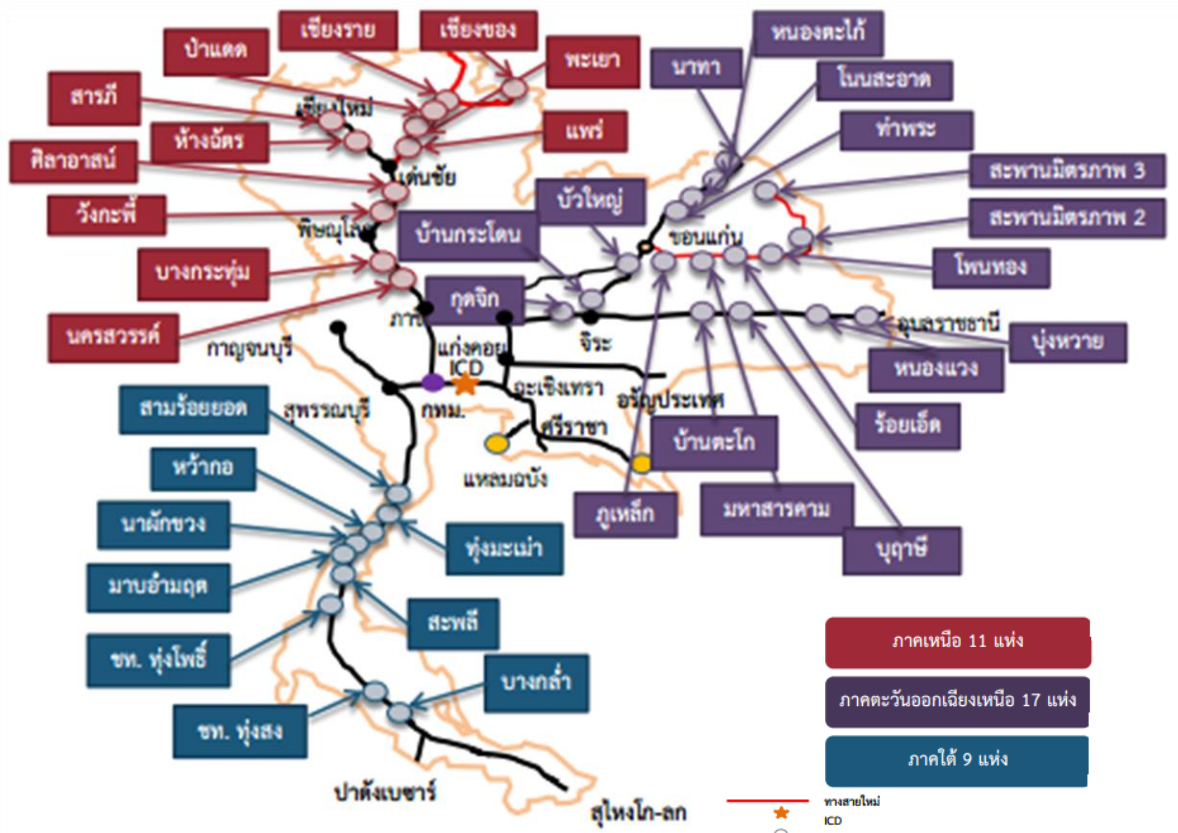 เชียงราย
เชียงของ
ป่าแดด
พะเยา
สารภี
เชียงใหม่
ห้างฉัตร
แพร่
ศิลาอาสน์
เด่นชัย
วังกะพี้
บางกระทุ่ม
นครสวรรค์
หนองตะไก้
นาทา
โนนสะอาด
ท่าพระ
สะพานมิตรภาพ 3
บัวใหญ่
สะพานมิตรภาพ 2
บ้านกระโดน
ขอนแก่น
โพนทอง
กุดจิก
จิระ
อุบลราชธานี
บุ่งหวาย
หนองแวง
กาญจนบุรี
แก่งคอย
ICD
ฉะเชิงเทรา
อรัญประเทศ
สุพรรณบุรี
กทม.
ศรีราชา
แหลมฉบัง
บ้านตะโก
ร้อยเอ็ด
ภูเหล็ก
มหาสารคาม
บุฤาษี
สามร้อยยอด
หว้ากอ
นาผักขวง
ทุ่งมะเม่า
มาบอำมฤต
สะพลี
ชท. ทุ่งโพธิ์
บางกล่ำ
ชท. ทุ่งสง
ปาดังเบซาร์
สุไหงโก-ลก
ภาคเหนือ 11 แห่ง
ภาคตะวันออกเฉียงเหนือ 17 แห่ง
ภาคใต้ 9 แห่ง
ทางสายใหม่
ICD